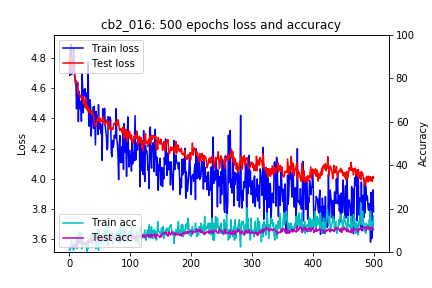 cb2_016: 500 epochs loss and accuracy
Train loss
Test loss
Train acc
Test acc
Loss
4.8
4.6
4.4
4.2
4.0
3.8
3.6
Accuracy
100
80
60
40
20
0
0 100 200 300 400 500